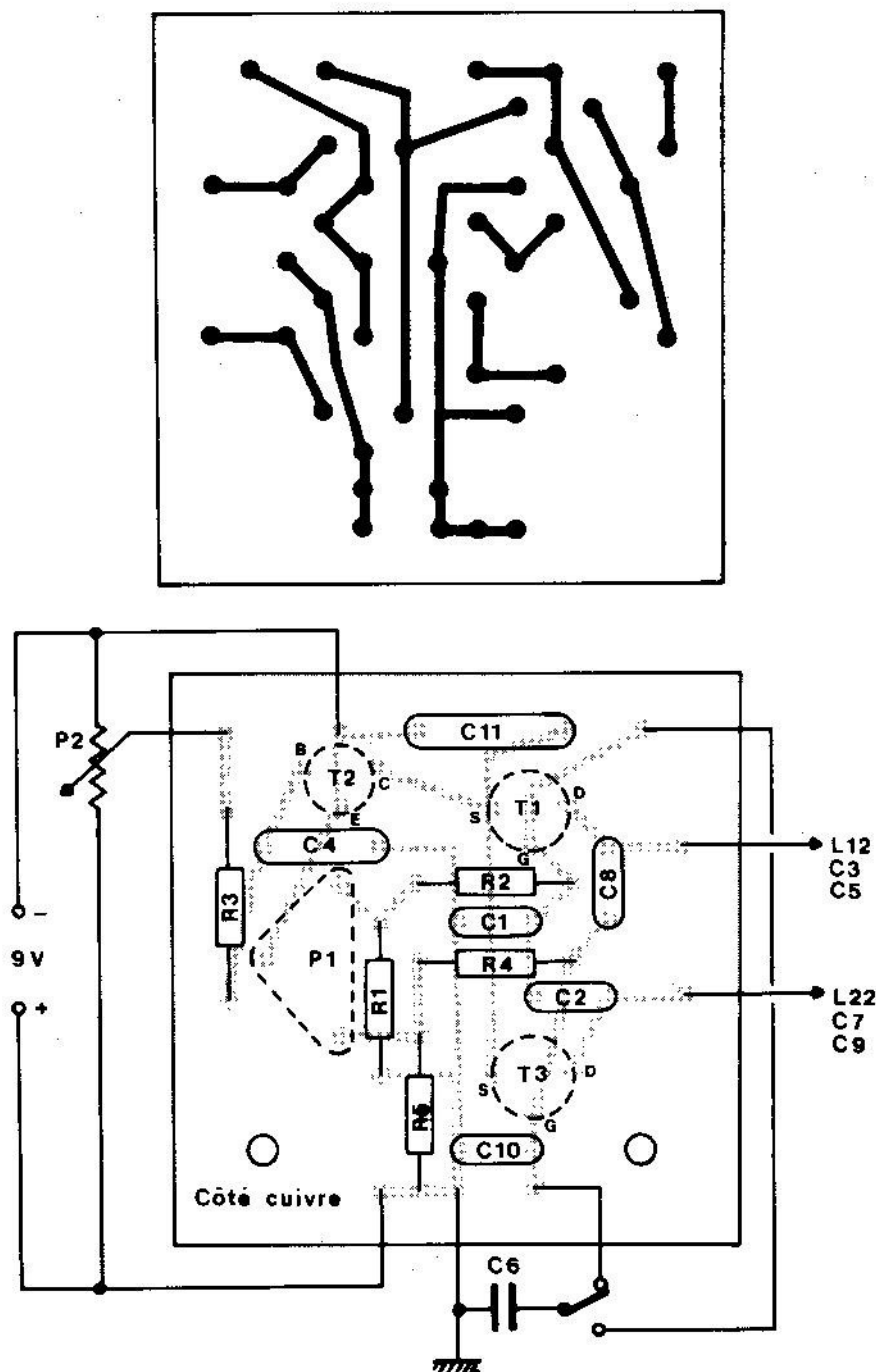 P2
C11
B
T2
C
E
S
T1
D
G
C4
R2
C8
L12
C3
C5
R3
C1
P1
R4
−
9V
+
R1
C2
L22
C7
C9
S
T3
D
G
R5
C10
Côté cuivre
C6